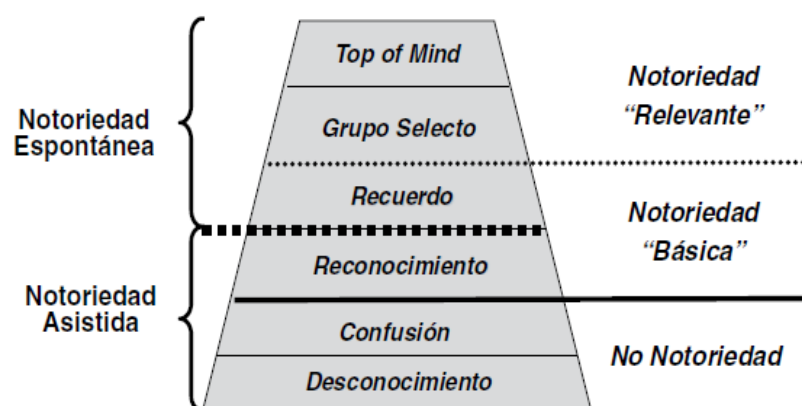 Top of Mind
Notoriedad
“Relevante”
Notoriedad
Espontánea
Grupo Selecto
Recuerdo
Notoriedad
“Básica”
Reconocimiento
Notoriedad
Asistida
Confusión
No Notoriedad
Desconocimiento